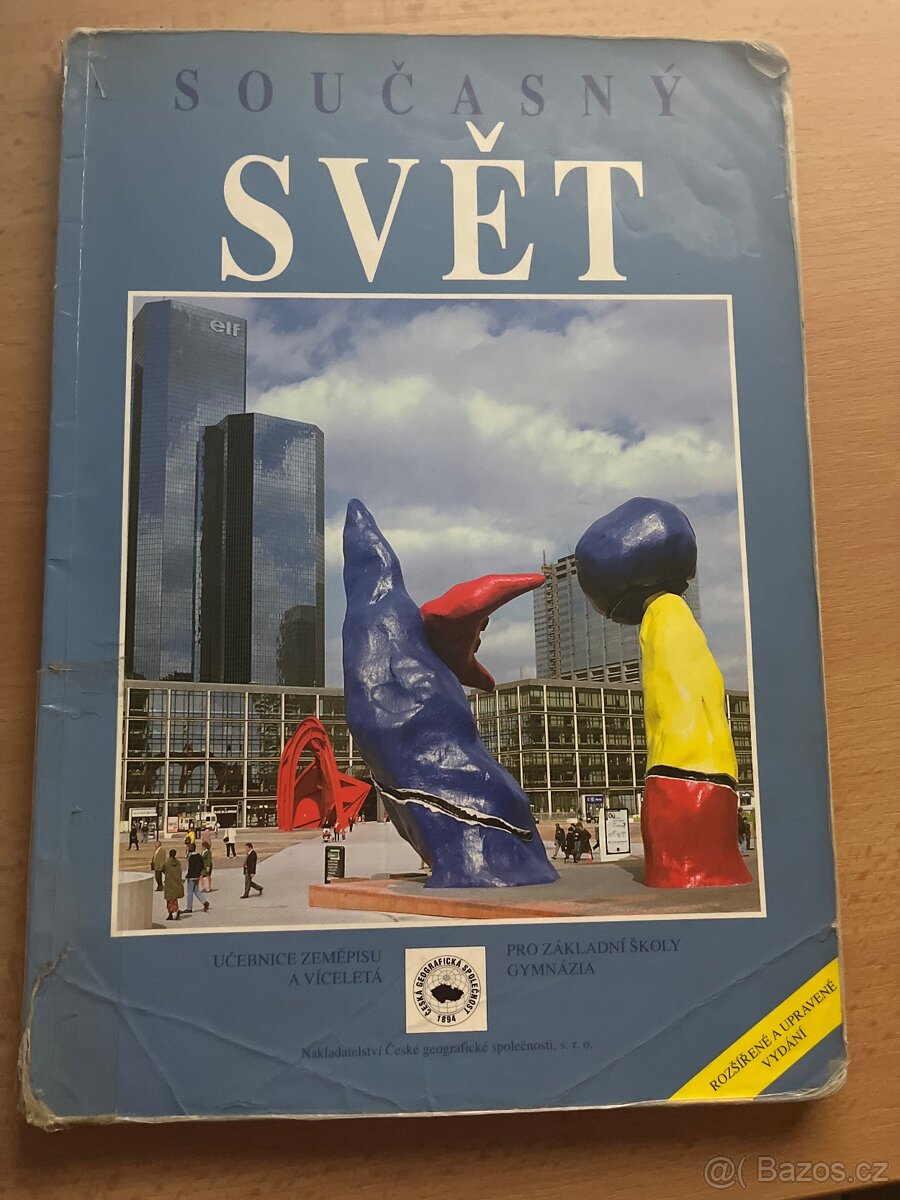 SOUČASNÝ
SVĚT
elf
UČEBNICE ZEMĚPISU
A VÍCELETÁ
PRO ZÁKLADNÍ ŠKOLY
GYMNÁZIA
ČESKÁ GEOGRAFICKÁ SPOLEČNOST
1894
Nakladatelství České geografické společnosti, s. r. o.
ROZŠÍŘENÉ A UPRAVENÉ
VYDÁNÍ
@( Bazos.cz